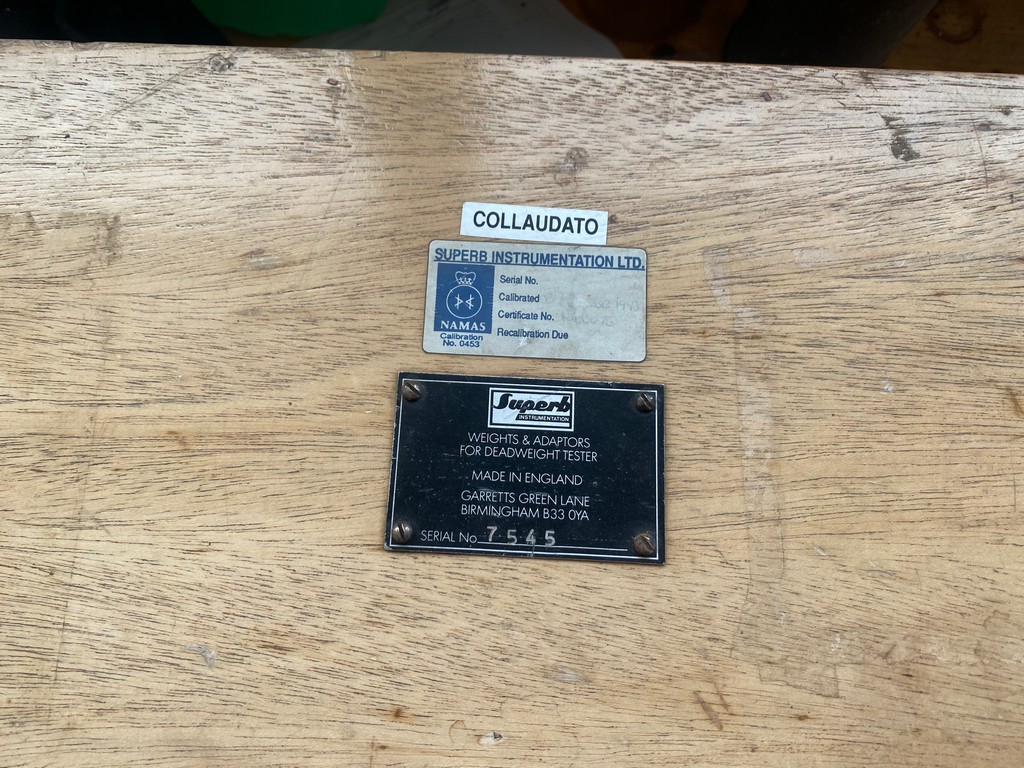 COLLAUDATO
SUPERB INSTRUMENTATION LTD.
Serial No.
Calibrated
Certificate No.
Recalibration Due
NAMAS
Calibration
No. 0453
Superb
INSTRUMENTATION
WEIGHTS & ADAPTORS
FOR DEADWEIGHT TESTER
MADE IN ENGLAND
GARRETTS GREEN LANE
BIRMINGHAM B33 0YA
SERIAL No. 7545